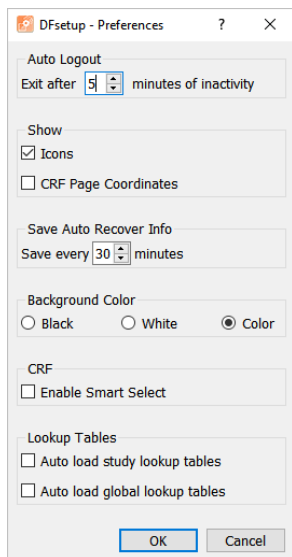 DFsetup - Preferences ? ×
Auto Logout
Exit after 5 minutes of inactivity
Show
Icons
CRF Page Coordinates
Save Auto Recover Info
Save every 30 minutes
Background Color
Black White Color
CRF
Enable Smart Select
Lookup Tables
Auto load study lookup tables
Auto load global lookup tables
OK Cancel